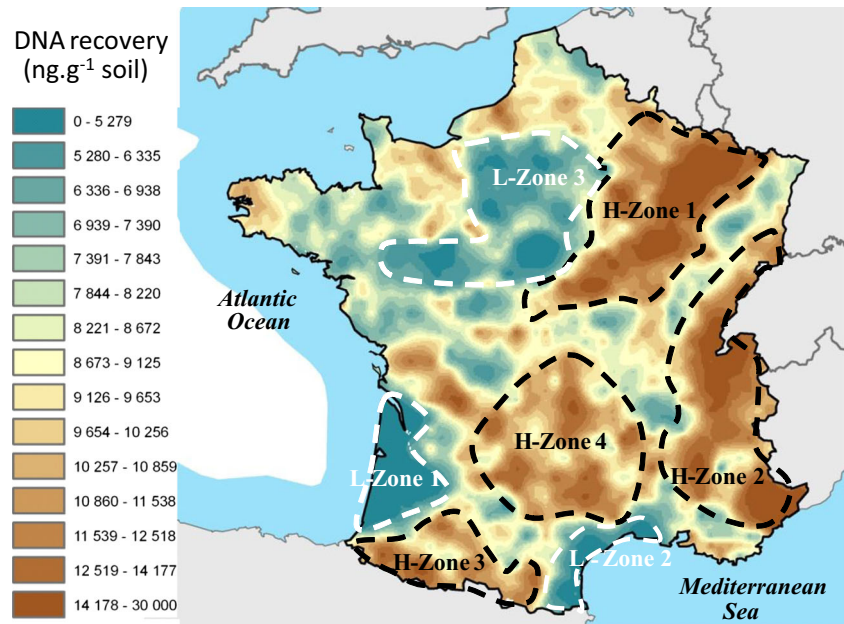 DNA recovery
(ng.g-1 soil)
0 - 5 279
5 280 - 6 335
6 336 - 6 938
6 939 - 7 390
7 391 - 7 843
7 844 - 8 220
8 221 - 8 672
8 673 - 9 125
9 126 - 9 653
9 654 - 10 256
10 257 - 10 859
10 860 - 11 538
11 539 - 12 518
12 519 - 14 177
14 178 - 30 000
L-Zone 3
H-Zone 1
Atlantic
Ocean
H-Zone 4
L-Zone 1
H-Zone 2
H-Zone 3
L - Zone 2
Mediterranean
Sea